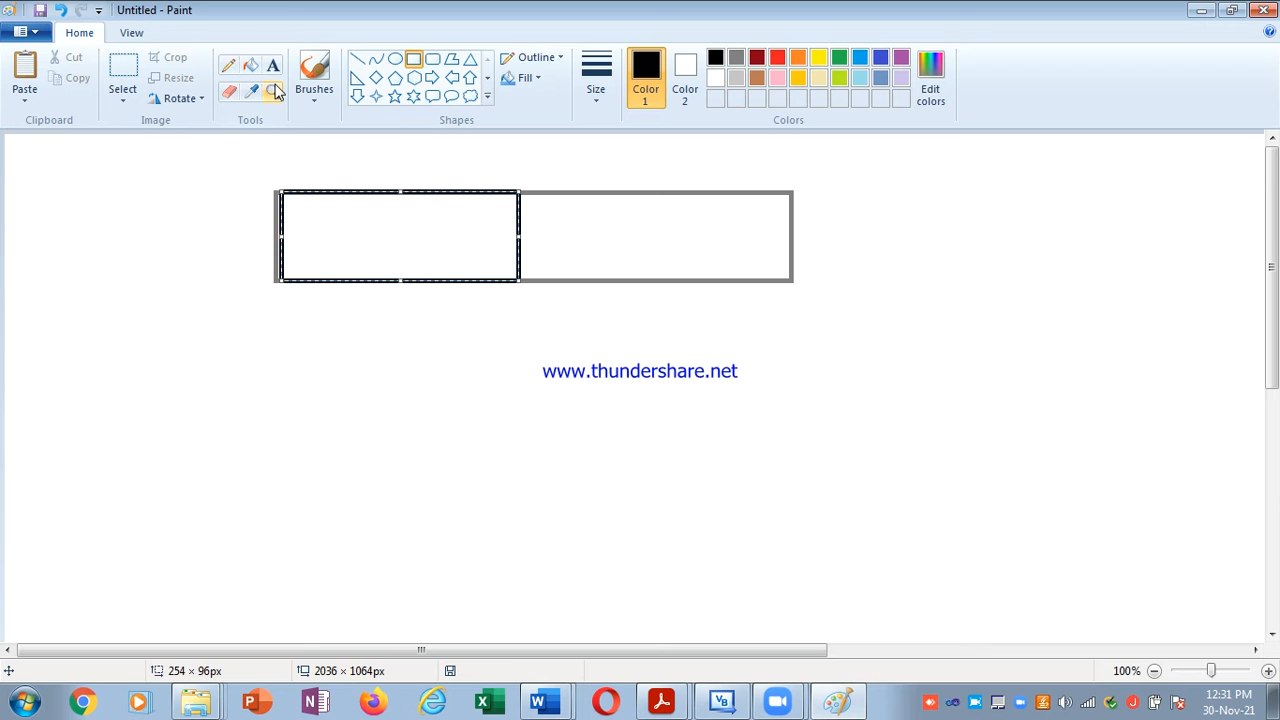 Untitled - Paint
Home
View
Paste
Cut
Copy
Clipboard
Select
Crop
Resize
Rotate
Image
A
Tools
Brushes
Outline
Fill
Shapes
Size
Color
1
Color
2
Edit
colors
Colors
www.thundershare.net
254 × 96px
2036 × 1064px
100%
12:31 PM
30-Nov-21